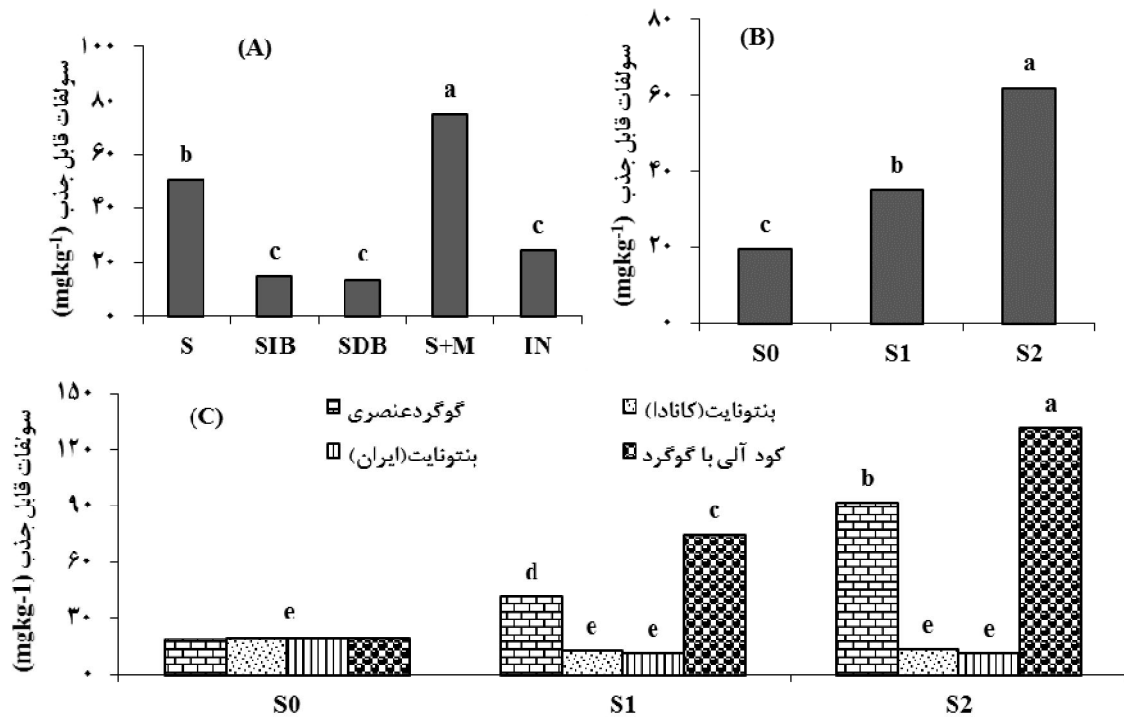 (A)
سولفات قابل جذب (mgkg-1)
۱۰۰
۸۰
۶۰
۴۰
۲۰
۰
b
c
c
a
c
S SIB SDB S+M IN
(B)
سولفات قابل جذب (mgkg-1)
۸۰
۶۰
۴۰
۲۰
۰
c
b
a
S0 S1 S2
(C)
سولفات قابل جذب (mgkg-1)
۱۵۰
۱۲۰
۹۰
۶۰
۳۰
۰
گوگردعنصری
بنتونایت(کانادا)
بنتونایت(ایران)
کود آلی با گوگرد
e
d
e
e
c
b
e
e
a
S0 S1 S2